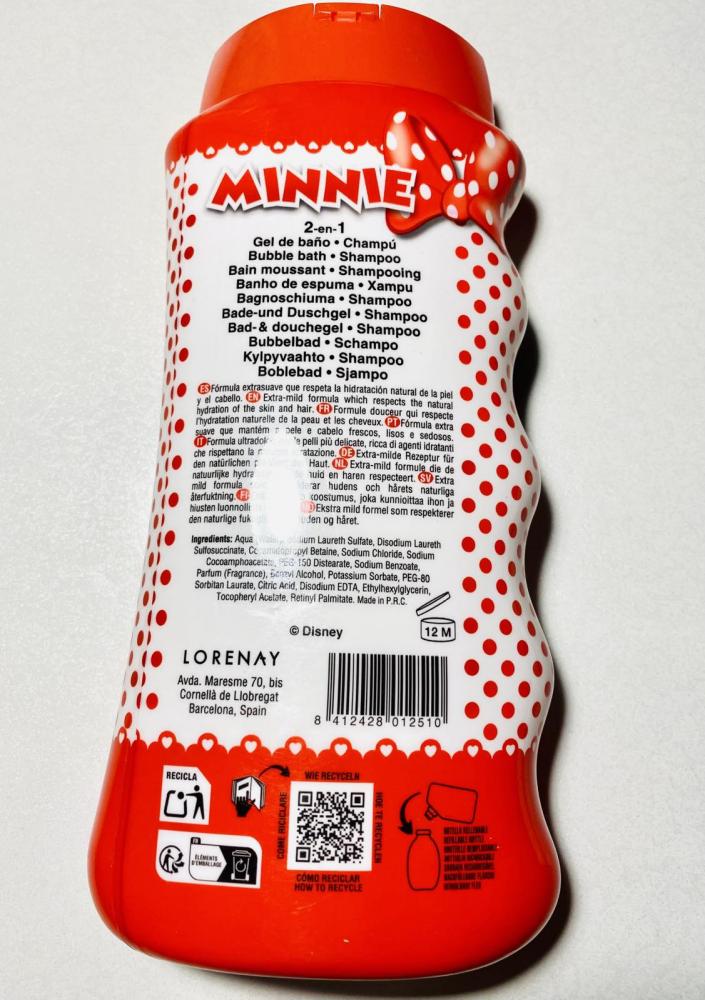 MINNIE
2-en-1
Gel de baño • Champú
Bubble bath • Shampoo
Bain moussant • Shampooing
Banho de espuma • Xampu
Bagnoschiuma • Shampoo
Bade-und Duschgel • Shampoo
Bad- & douchegel • Shampoo
Bubbelbad • Schampo
Kylpyvaahto • Shampoo
Boblebad • Sjampo
ES Fórmula extrasuave que respeta la hidratación natural de la piel
y el cabello. EN Extra-mild formula which respects the natural
hydration of the skin and hair. FR Formule douceur qui respecte
l'hydratation naturelle de la peau et les cheveux. PT Fórmula extra
suave que mantém pele e cabelo frescos, lisos e sedosos.
IT Formula le pelli più delicate, ricca di agenti idratanti
che rispettano la DE Extra-milde Rezeptur für
den natürlichen Haut. NL Extra-mild formule die de
natuurlijke huid en haren respecteert. SV Extra
mild formula hudens och hårets naturliga
återfuktning. FI koostumus, joka kunnioittaa ihon ja
hiusten Ekstra mild formel som respekterer
den naturlige og håret.
Ingredients: Aqua Laureth Sulfate, Disodium Laureth
Sulfosuccinate, Cocamidopropyl Betaine, Sodium Chloride, Sodium
Cocoamphoacetate, PEG-150 Distearate, Sodium Benzoate,
Parfum (Fragrance), Benzyl Alcohol, Potassium Sorbate, PEG-80
Sorbitan Laurate, Citric Acid, Disodium EDTA, Ethylhexylglycerin,
Tocopheryl Acetate, Retinyl Palmitate. Made in P.R.C.
12 M
© Disney
LORENAY
Avda. Maresme 70, bis
Cornellà de Llobregat
Barcelona, Spain
8 412428 012510
RECICLA
WIE RECYCELN
COME RICICLARE
HOE TE RECYCLEN
CÓMO RECICLAR
HOW TO RECYCLE
FR
ÉLÉMENTS
D'EMBALLAGE
REFILLABLE BOTTLE